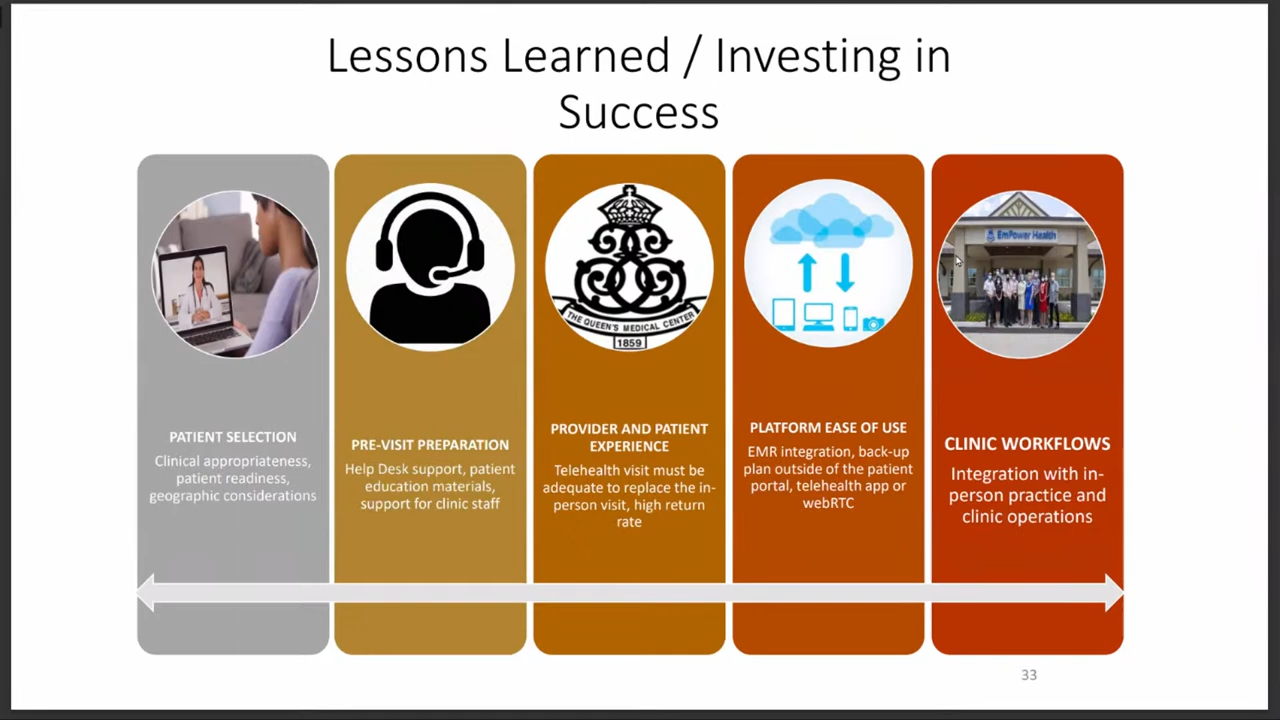 Lessons Learned / Investing in
Success
EmPower Health
THE QUEEN'S MEDICAL CENTER
1859
PATIENT SELECTION
Clinical appropriateness,
patient readiness,
geographic considerations
PRE-VISIT PREPARATION
Help Desk support, patient
education materials,
support for clinic staff
PROVIDER AND PATIENT
EXPERIENCE
Telehealth visit must be
adequate to replace the in-
person visit, high return
rate
PLATFORM EASE OF USE
EMR integration, back-up
plan outside of the patient
portal, telehealth app or
webRTC
CLINIC WORKFLOWS
Integration with in-
person practice and
clinic operations
33